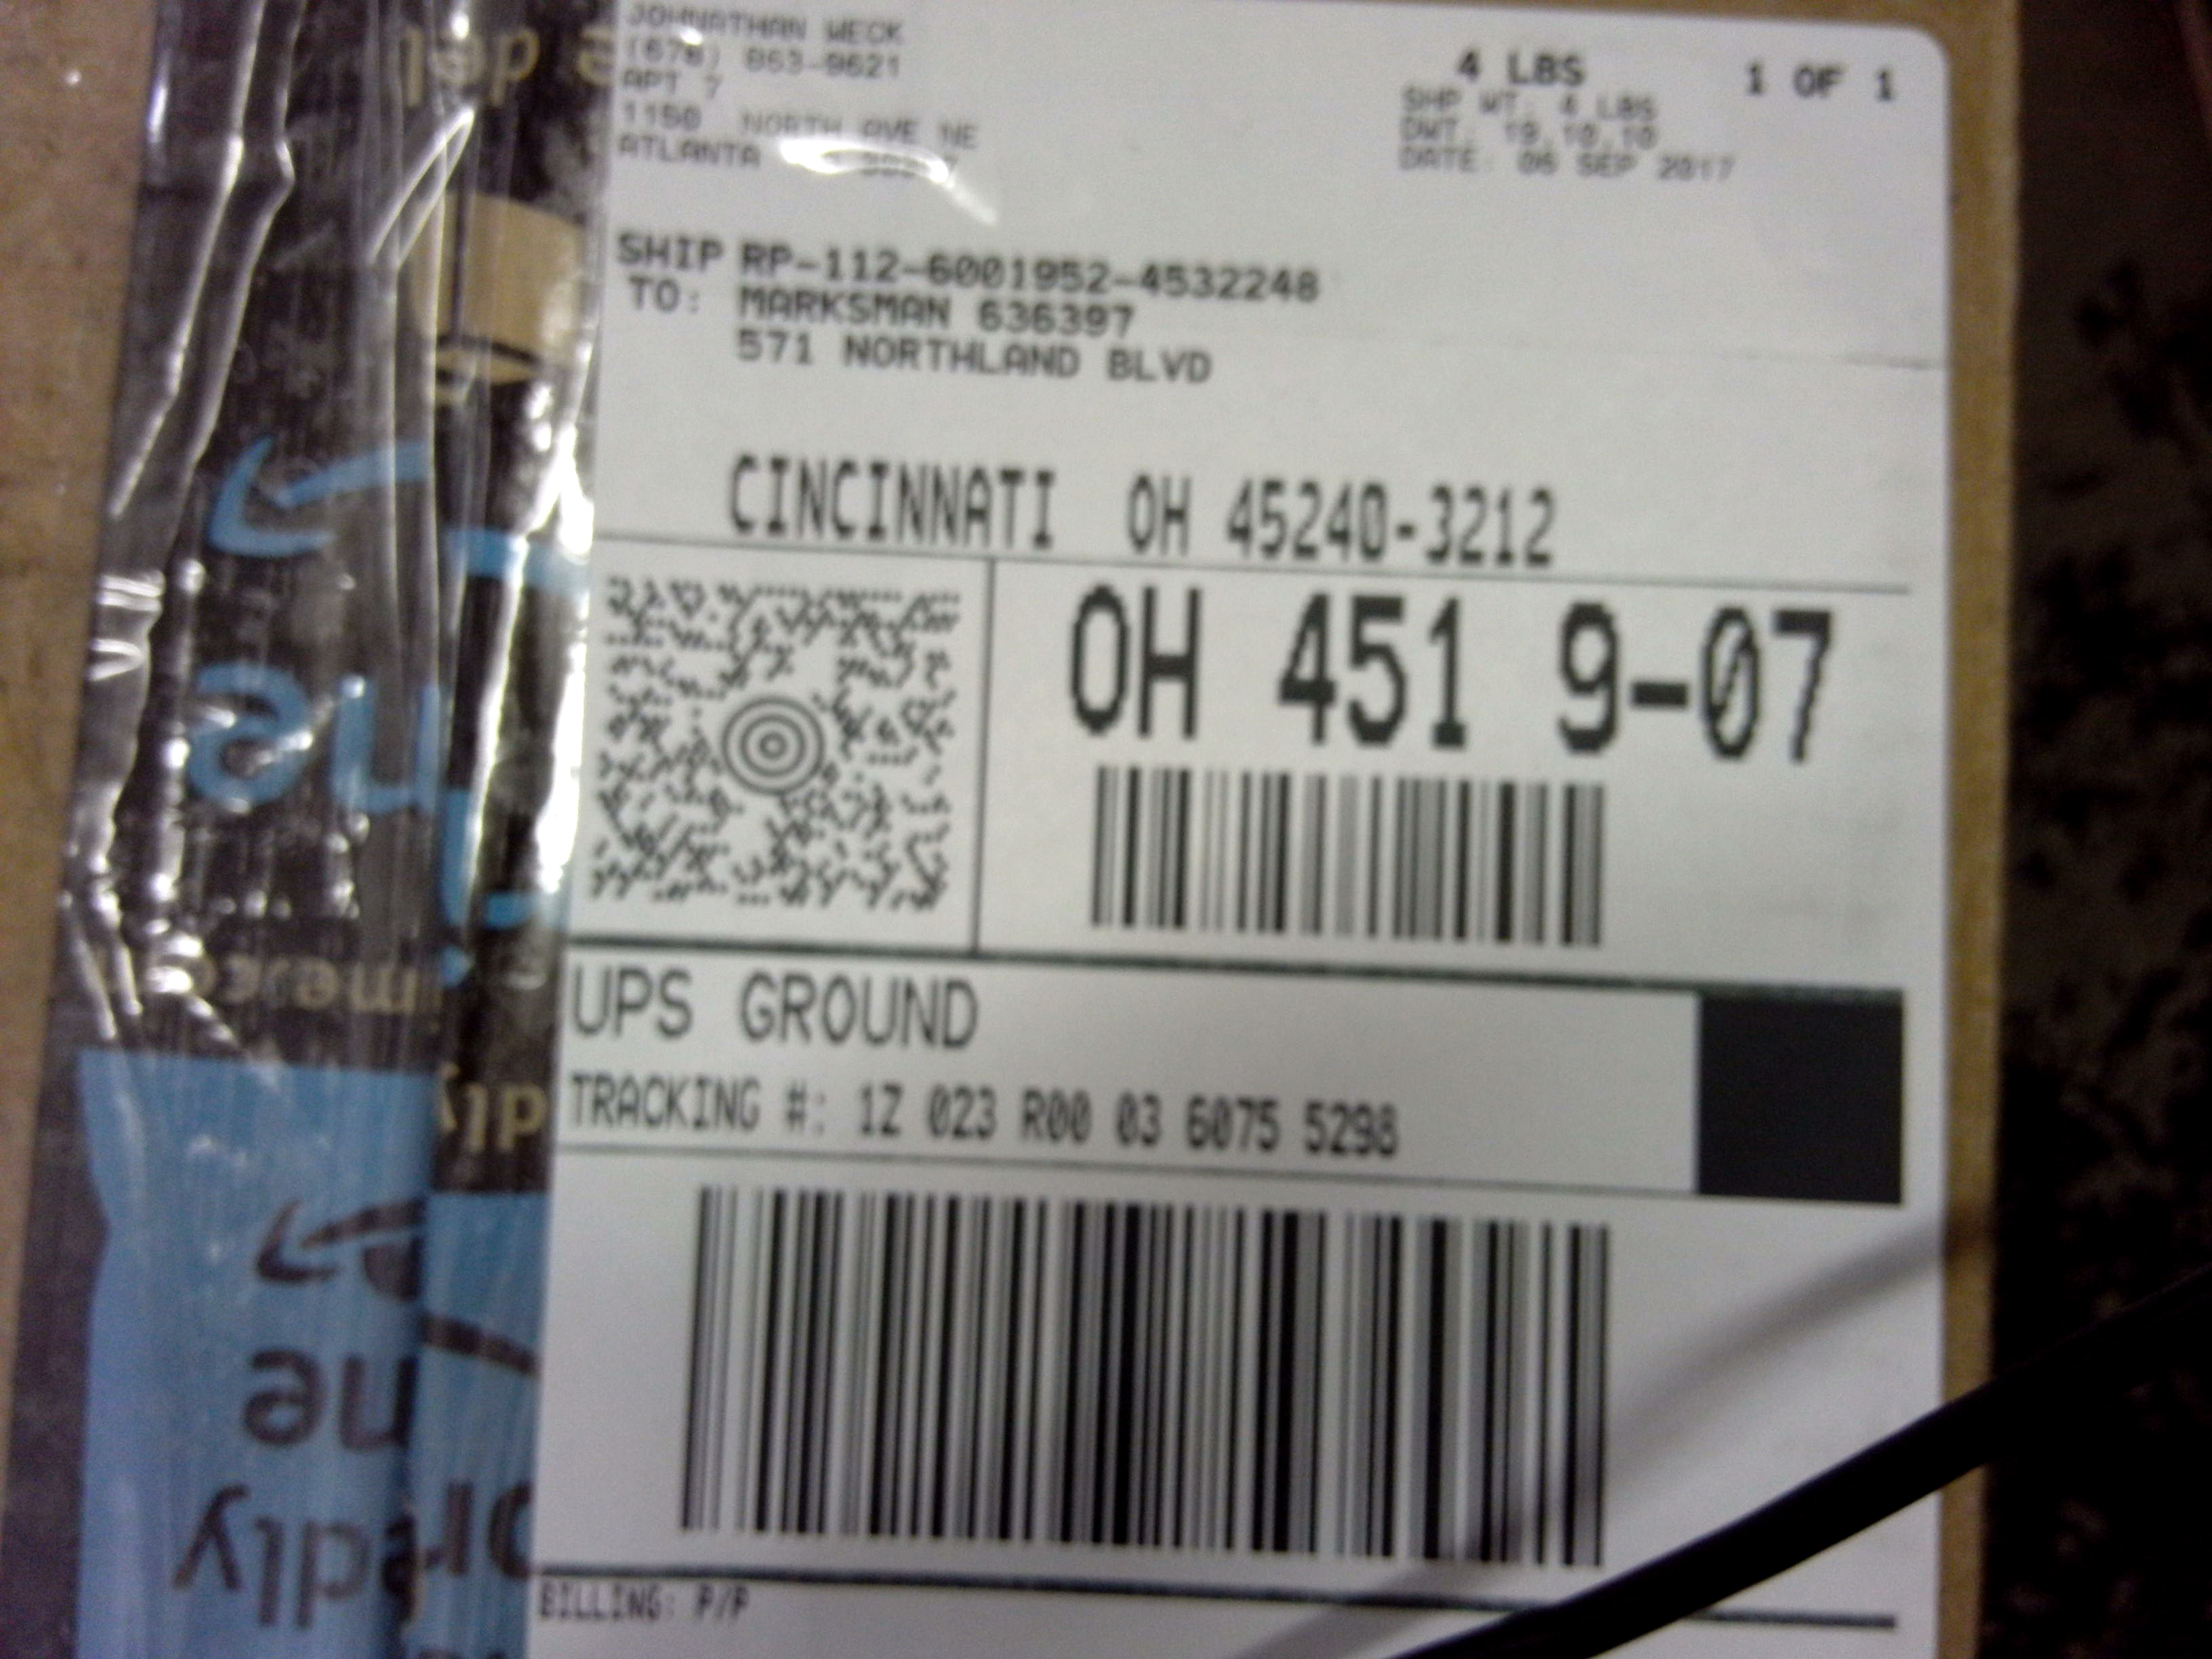 JOHNATHAN WECK
(678) 863-9621
APT 7
1150 NORTH AVE NE
ATLANTA
4 LBS 1 OF 1
SHP WT: 4 LBS
DWT: 19,10,10
DATE: 06 SEP 2017
SHIP TO: RP-112-6001952-4532248
MARKSMAN 636397
571 NORTHLAND BLVD
CINCINNATI OH 45240-3212
OH 451 9-07
UPS GROUND
TRACKING #: 1Z 023 R00 03 6075 5298
BILLING: P/P